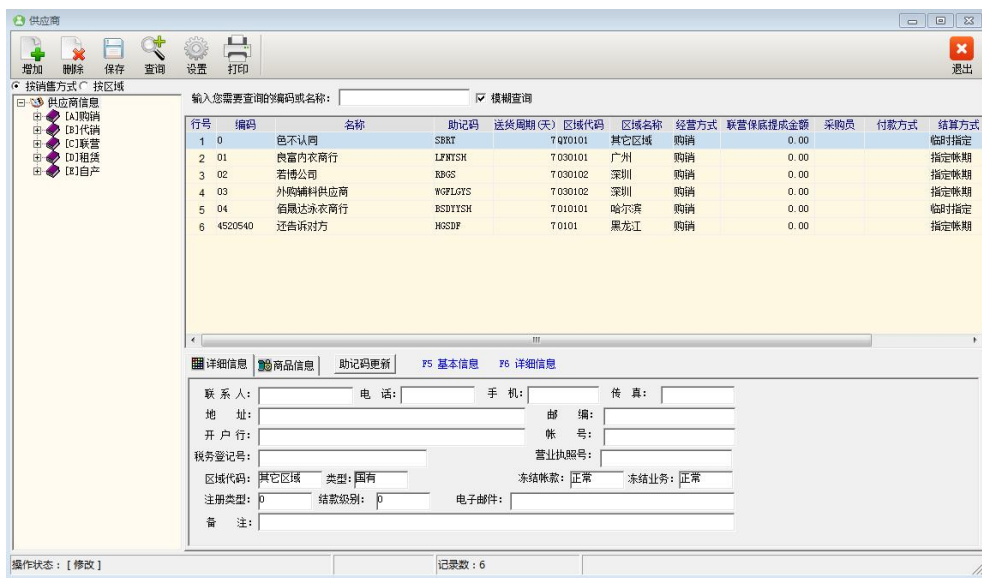 供应商
增加 删除 保存 查询 设置 打印 退出
按销售方式 按区域
供应商信息
[A]购销
[B]代销
[C]联营
[D]租赁
[E]自产
输入您需要查询的编码或名称: 模糊查询
行号 编码 名称 助记码 送货周期(天) 区域代码 区域名称 经营方式 联营保底提成金额 采购员 付款方式 结算方式
1 0 色不认同 SBRT 7 QY0101 其它区域 购销 0.00 临时指定
2 01 良富内衣商行 LFNYSH 7 030101 广州 购销 0.00 指定帐期
3 02 若博公司 RBGS 7 030102 深圳 购销 0.00 指定帐期
4 03 外购辅料供应商 WGFLGYS 7 030102 深圳 购销 0.00 指定帐期
5 04 佰晟达泳衣商行 BSDYYSH 7 010101 哈尔滨 购销 0.00 临时指定
6 4520540 还告诉对方 HGSDF 7 0101 黑龙江 购销 0.00 指定帐期
详细信息 商品信息 助记码更新 F5 基本信息 F6 详细信息
联系人: 电话: 手机: 传真:
地址: 邮编:
开户行: 帐号:
税务登记号: 营业执照号:
区域代码: 其它区域 类型: 国有 冻结帐款: 正常 冻结业务: 正常
注册类型: 0 结款级别: 0 电子邮件:
备注:
操作状态: [修改] 记录数: 6